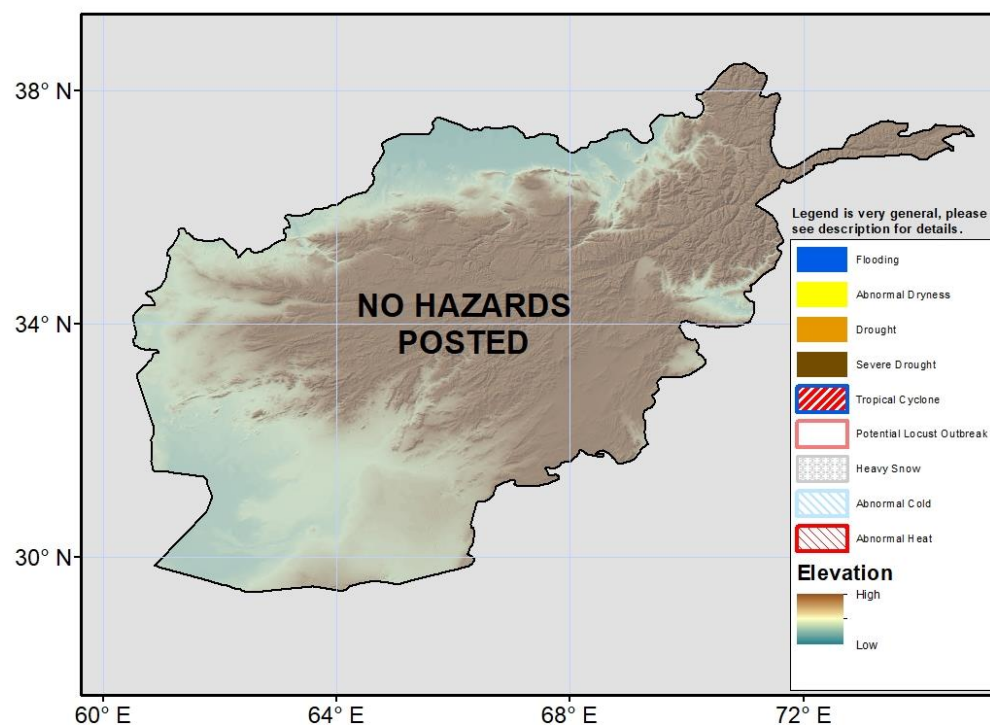 38° N
34° N
30° N
60° E
64° E
68° E
72° E
NO HAZARDS
POSTED
Legend is very general, please
see description for details.
Flooding
Abnormal Dryness
Drought
Severe Drought
Tropical Cyclone
Potential Locust Outbreak
Heavy Snow
Abnormal Cold
Abnormal Heat
Elevation
High
Low